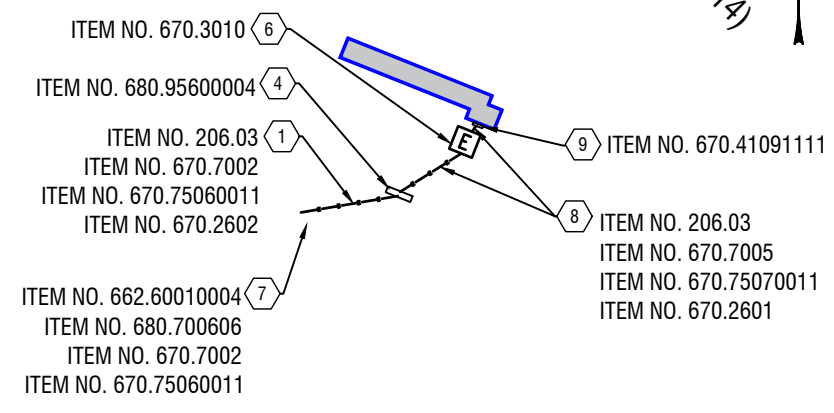 4)
ITEM NO. 670.3010 6
ITEM NO. 680.95600004 4
ITEM NO. 206.03 1
ITEM NO. 670.7002
ITEM NO. 670.75060011
ITEM NO. 670.2602
E
9 ITEM NO. 670.41091111
8 ITEM NO. 206.03
ITEM NO. 670.7005
ITEM NO. 670.75070011
ITEM NO. 670.2601
ITEM NO. 662.60010004 7
ITEM NO. 680.700606
ITEM NO. 670.7002
ITEM NO. 670.75060011